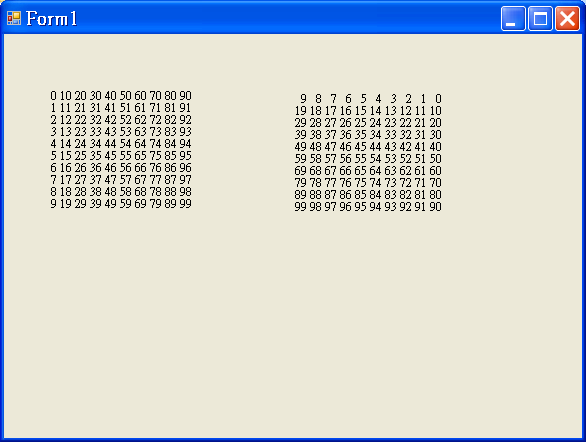 Form1
0 10 20 30 40 50 60 70 80 90
1 11 21 31 41 51 61 71 81 91
2 12 22 32 42 52 62 72 82 92
3 13 23 33 43 53 63 73 83 93
4 14 24 34 44 54 64 74 84 94
5 15 25 35 45 55 65 75 85 95
6 16 26 36 46 56 66 76 86 96
7 17 27 37 47 57 67 77 87 97
8 18 28 38 48 58 68 78 88 98
9 19 29 39 49 59 69 79 89 99
9 8 7 6 5 4 3 2 1 0
19 18 17 16 15 14 13 12 11 10
29 28 27 26 25 24 23 22 21 20
39 38 37 36 35 34 33 32 31 30
49 48 47 46 45 44 43 42 41 40
59 58 57 56 55 54 53 52 51 50
69 68 67 66 65 64 63 62 61 60
79 78 77 76 75 74 73 72 71 70
89 88 87 86 85 84 83 82 81 80
99 98 97 96 95 94 93 92 91 90